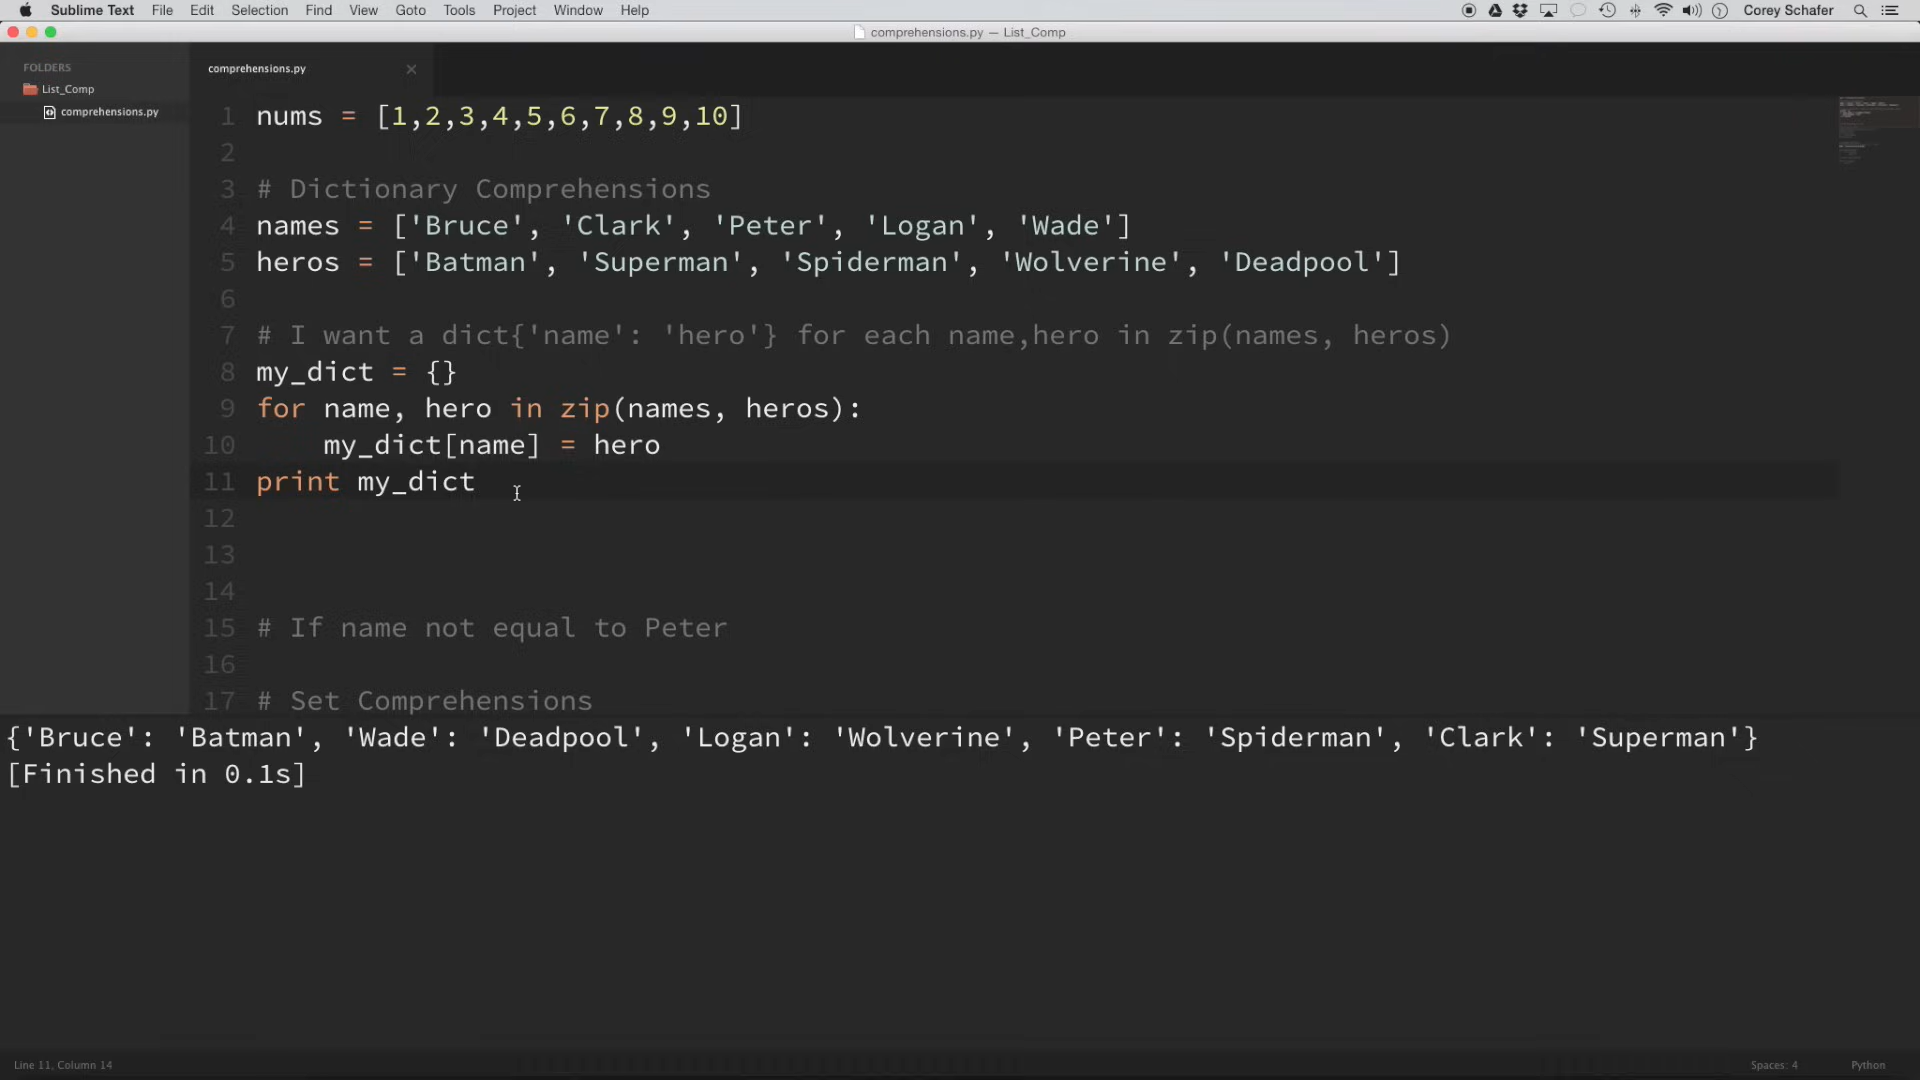 Sublime Text File Edit Selection Find View Goto Tools Project Window Help Corey Schafer
comprehensions.py — List_Comp
FOLDERS
List_Comp
comprehensions.py
comprehensions.py
1 nums = [1,2,3,4,5,6,7,8,9,10]
2
3 # Dictionary Comprehensions
4 names = ['Bruce', 'Clark', 'Peter', 'Logan', 'Wade']
5 heros = ['Batman', 'Superman', 'Spiderman', 'Wolverine', 'Deadpool']
6
7 # I want a dict{'name': 'hero'} for each name,hero in zip(names, heros)
8 my_dict = {}
9 for name, hero in zip(names, heros):
10 my_dict[name] = hero
11 print my_dict
12
13
14
15 # If name not equal to Peter
16
17 # Set Comprehensions
{'Bruce': 'Batman', 'Wade': 'Deadpool', 'Logan': 'Wolverine', 'Peter': 'Spiderman', 'Clark': 'Superman'}
[Finished in 0.1s]
Line 11, Column 14 Spaces: 4 Python